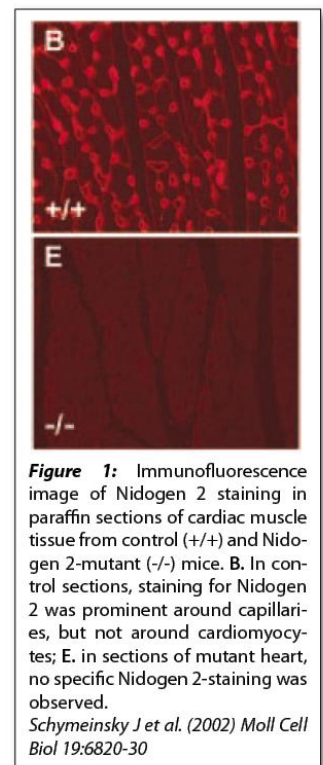 B
+/+
E
-/-
Figure 1: Immunofluorescence
image of Nidogen 2 staining in
paraffin sections of cardiac muscle
tissue from control (+/+) and Nido-
gen 2-mutant (-/-) mice. B. In con-
trol sections, staining for Nidogen
2 was prominent around capillari-
es, but not around cardiomyocy-
tes; E. in sections of mutant heart,
no specific Nidogen 2-staining was
observed.
Schymeinsky J et al. (2002) Moll Cell
Biol 19:6820-30